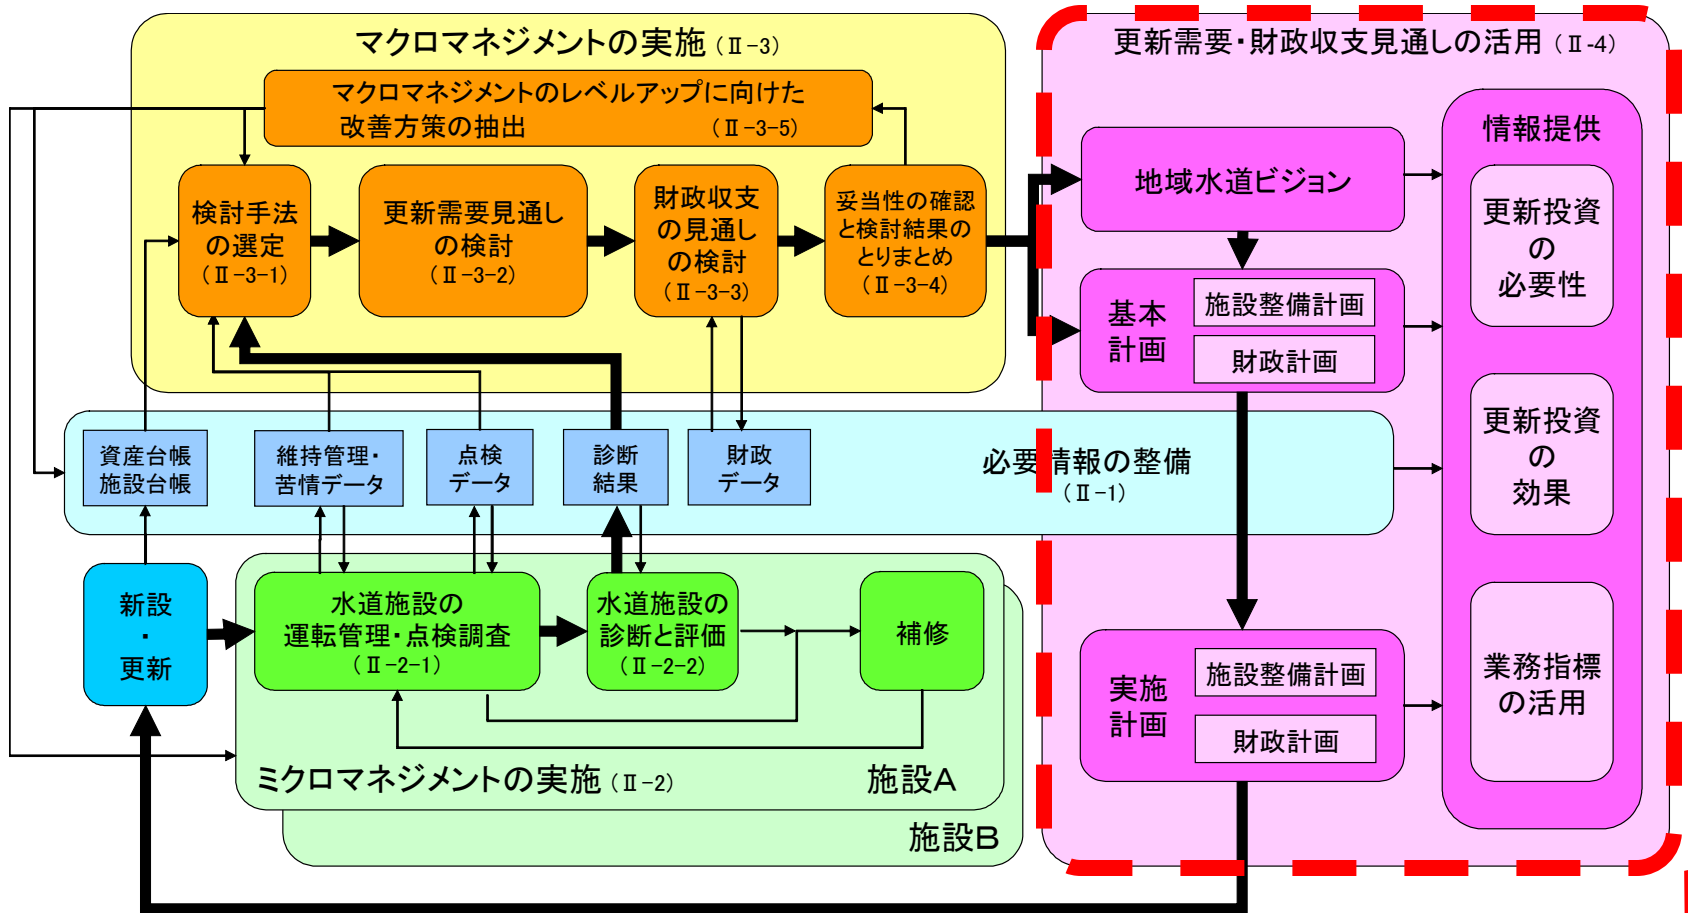 マクロマネジメントの実施(Ⅱ-3)
マクロマネジメントのレベルアップに向けた
改善方策の抽出 (Ⅱ-3-5)
検討手法
の選定
(Ⅱ-3-1)
更新需要見通し
の検討
(Ⅱ-3-2)
財政収支
の見通し
の検討
(Ⅱ-3-3)
妥当性の確認
と検討結果の
とりまとめ
(Ⅱ-3-4)
更新需要・財政収支見通しの活用(Ⅱ-4)
地域水道ビジョン
基本
計画
施設整備計画
財政計画
実施
計画
施設整備計画
財政計画
情報提供
更新投資
の
必要性
更新投資
の
効果
業務指標
の活用
資産台帳
施設台帳
維持管理・
苦情データ
点検
データ
診断
結果
財政
データ
必要情報の整備
(Ⅱ-1)
新設
・
更新
水道施設の
運転管理・点検調査
(Ⅱ-2-1)
水道施設の
診断と評価
(Ⅱ-2-2)
補修
ミクロマネジメントの実施(Ⅱ-2)
施設A
施設B